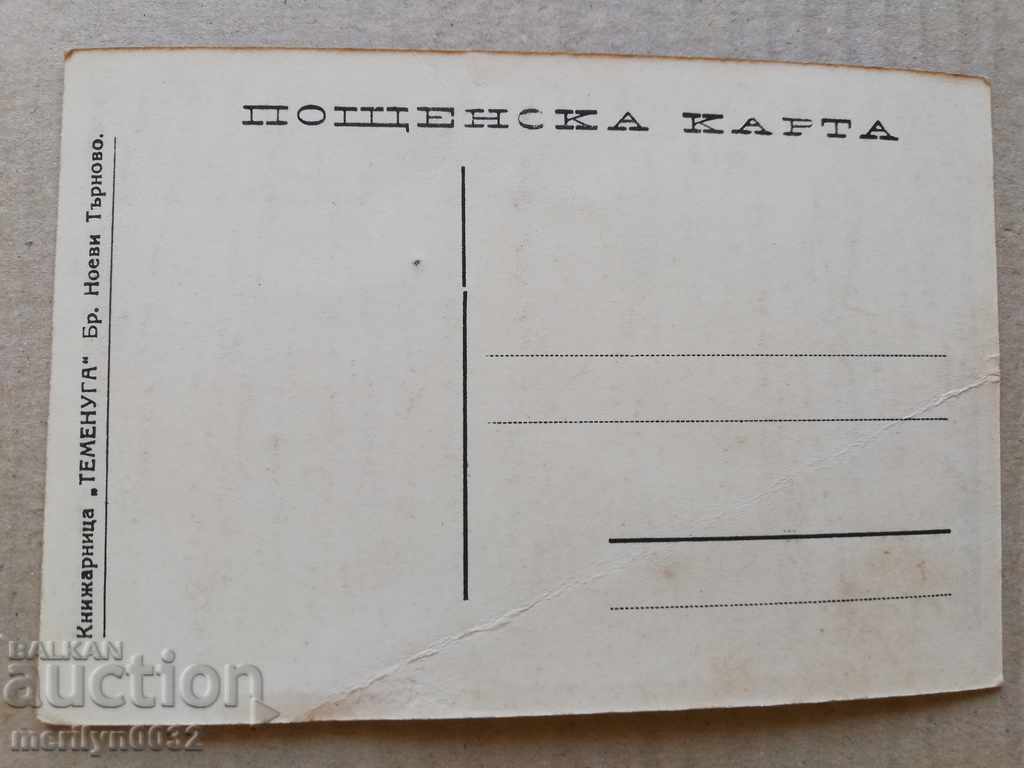 ПОЩЕНСКА КАРТА
Книжарница „ТЕМЕНУГА“ Бр. Ноеви Търново.
BALKAN
auction
merilyn0032